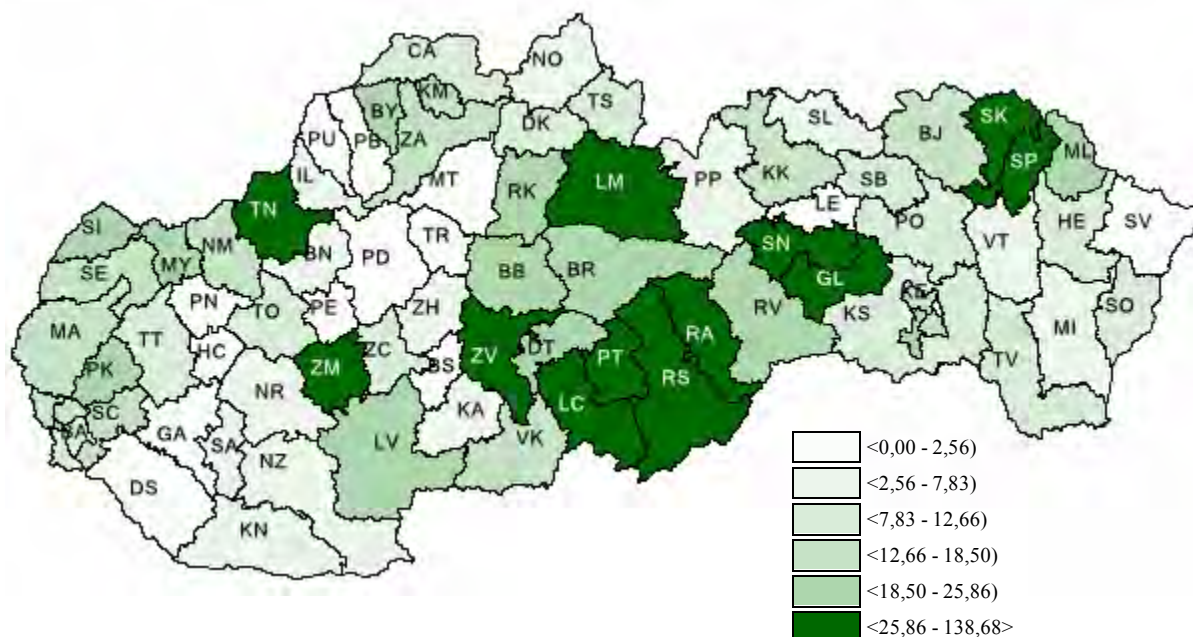 CA
NO
KM
TS
BY
PU
PB
ZA
DK
SL
SK
BJ
SP
ML
IL
MT
RK
LM
PP
KK
SB
TN
LE
PO
HE
SV
SI
NM
BN
PD
TR
SN
VT
SE
MY
BB
BR
GL
PN
PE
ZH
TO
RV
KS
SO
MA
TT
HC
ZC
BS
ZV
DT
RA
MI
PK
ZM
PT
RS
TV
NR
LC
SC
KA
GA
SA
LV
VK
BA
NZ
DS
KN
<0,00 - 2,56)
<2,56 - 7,83)
<7,83 - 12,66)
<12,66 - 18,50)
<18,50 - 25,86)
<25,86 - 138,68>